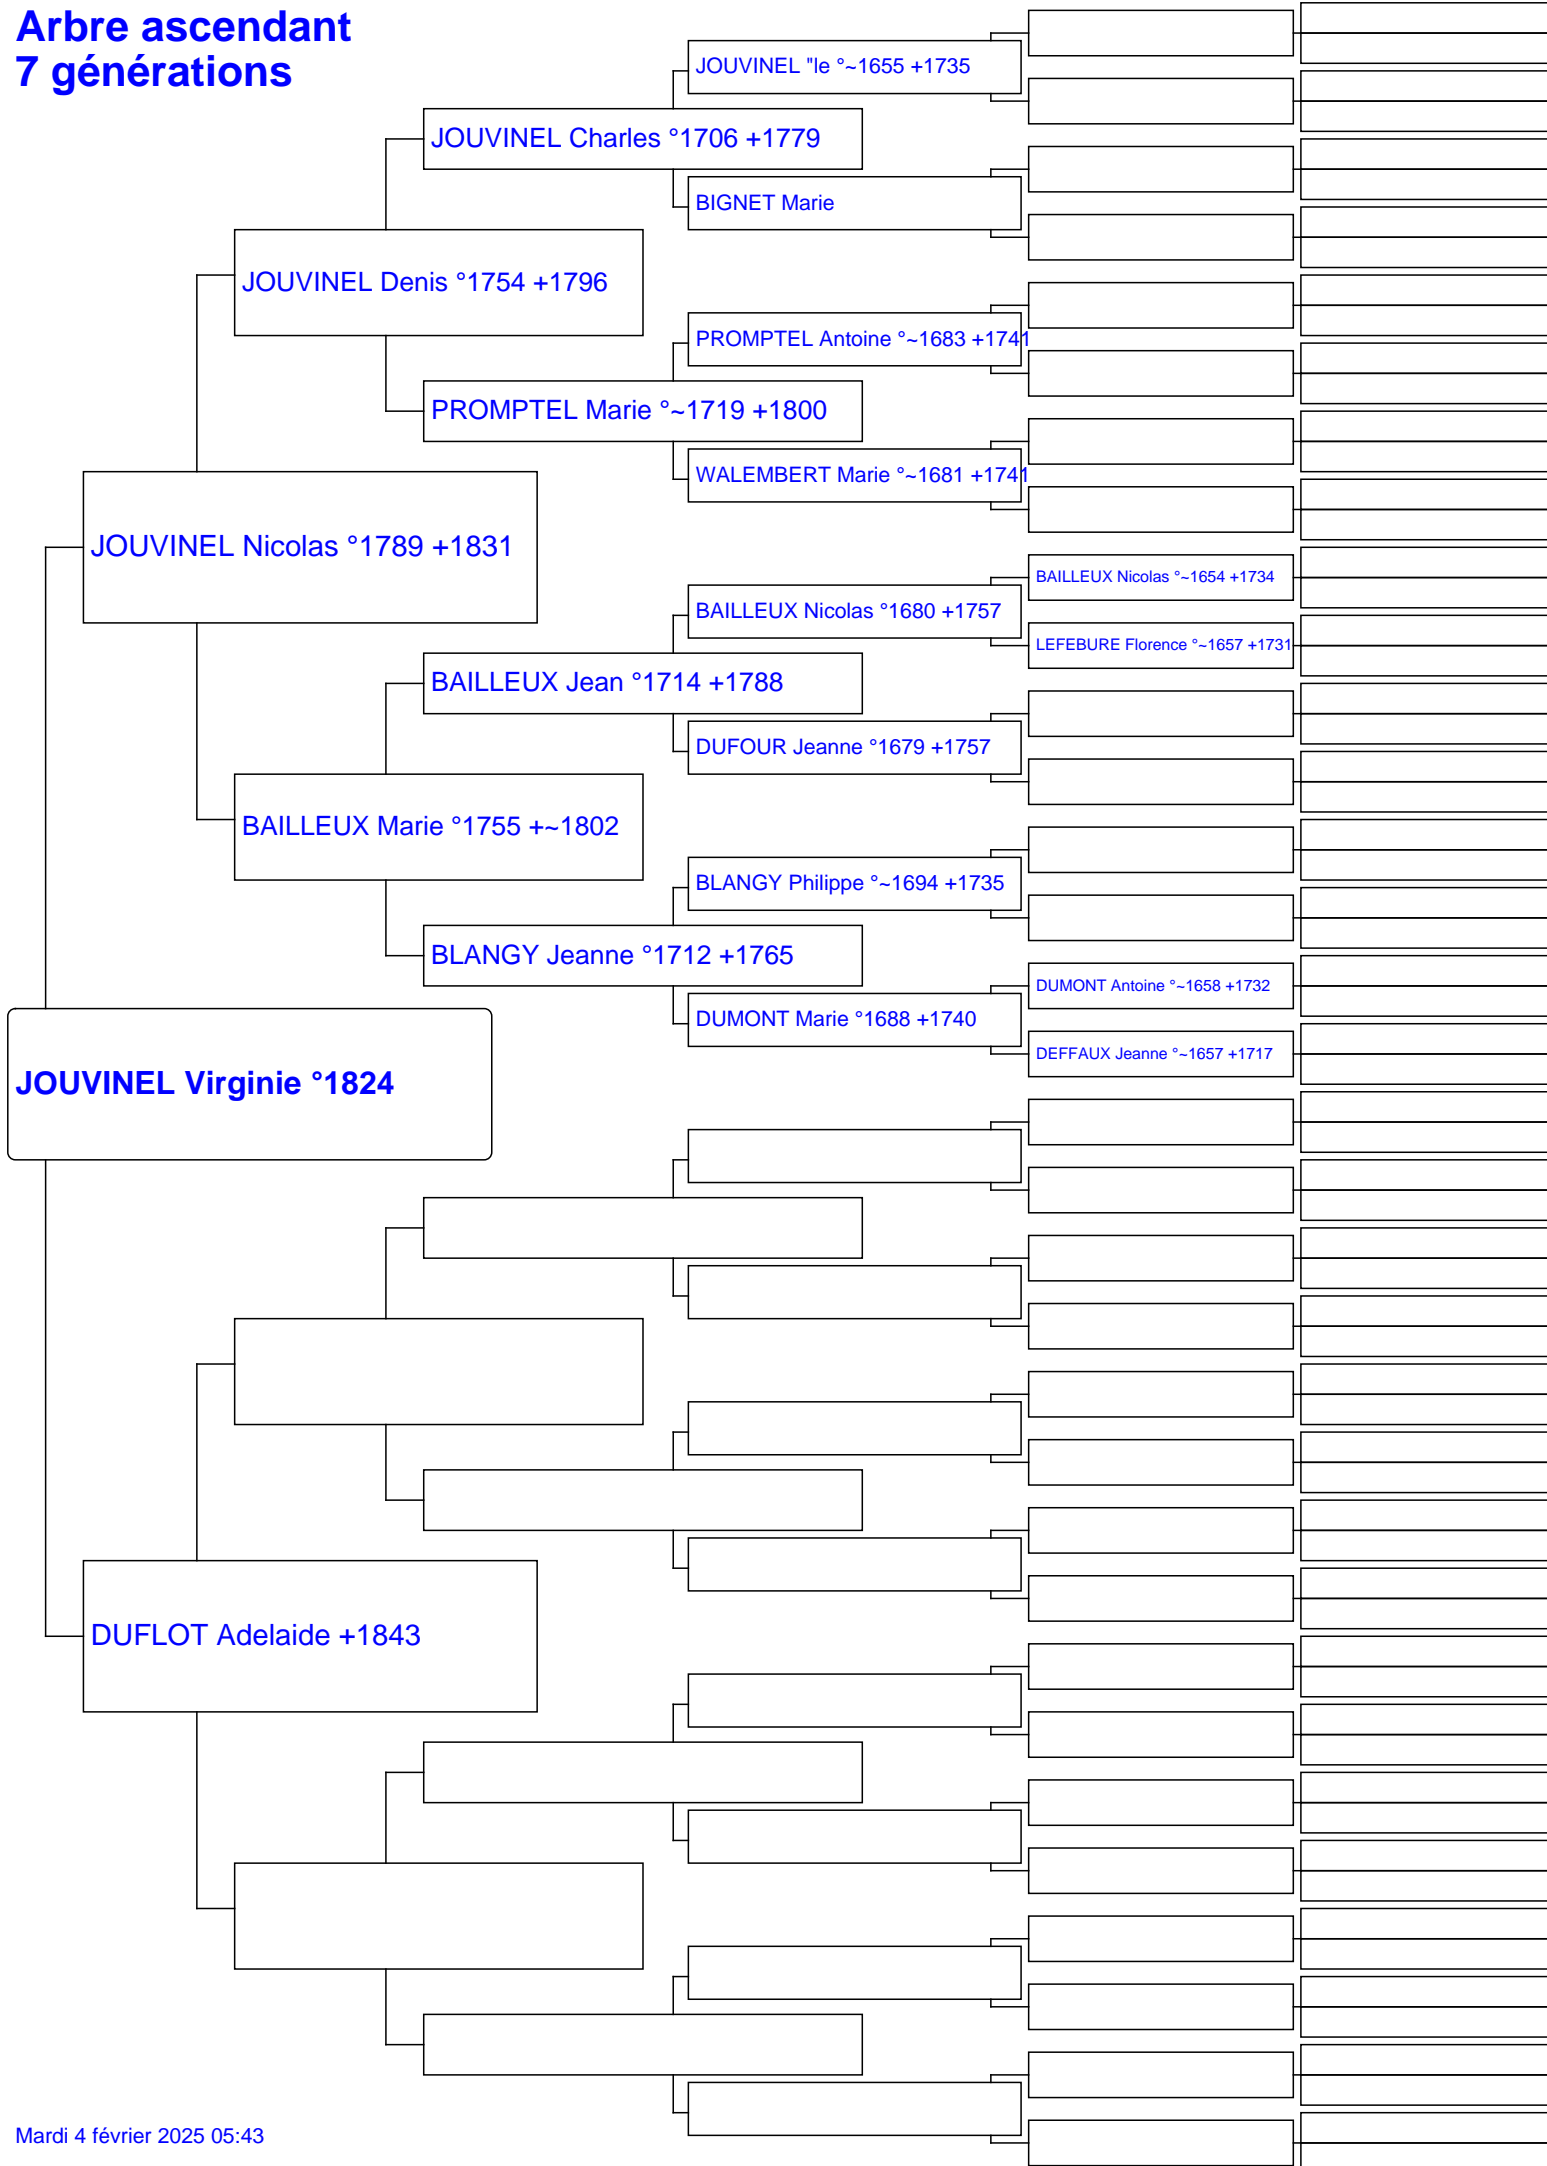 Arbre ascendant
7 générations
JOUVINEL "le °~1655 +1735
JOUVINEL Charles °1706 +1779
BIGNET Marie
JOUVINEL Denis °1754 +1796
PROMPTEL Antoine °~1683 +1741
PROMPTEL Marie °~1719 +1800
WALEMBERT Marie °~1681 +1741
JOUVINEL Nicolas °1789 +1831
BAILLEUX Nicolas °~1654 +1734
BAILLEUX Nicolas °1680 +1757
LEFEBURE Florence °~1657 +1731
BAILLEUX Jean °1714 +1788
DUFOUR Jeanne °1679 +1757
BAILLEUX Marie °1755 +~1802
BLANGY Philippe °~1694 +1735
BLANGY Jeanne °1712 +1765
DUMONT Antoine °~1658 +1732
DUMONT Marie °1688 +1740
DEFFAUX Jeanne °~1657 +1717
JOUVINEL Virginie °1824
DUFLOT Adelaide +1843
Mardi 4 février 2025 05:43